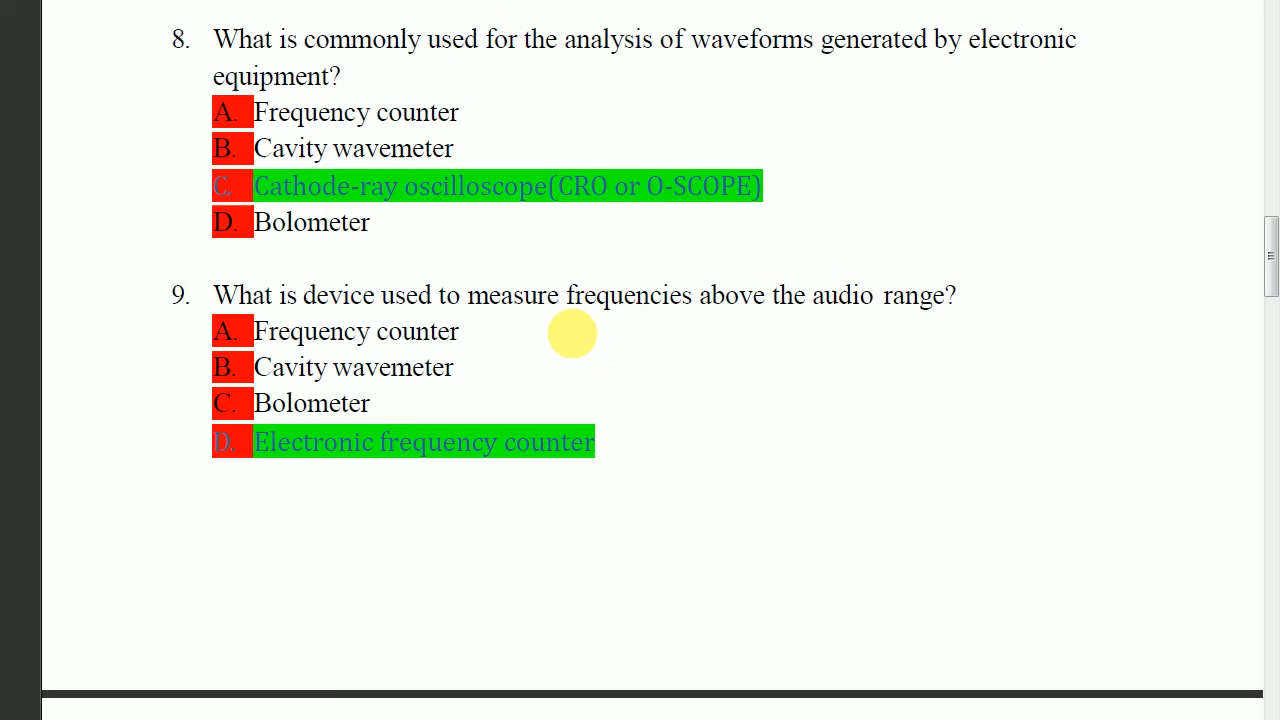 8. What is commonly used for the analysis of waveforms generated by electronic
equipment?
A. Frequency counter
B. Cavity wavemeter
C. Cathode-ray oscilloscope(CRO or O-SCOPE)
D. Bolometer
9. What is device used to measure frequencies above the audio range?
A. Frequency counter
B. Cavity wavemeter
C. Bolometer
D. Electronic frequency counter